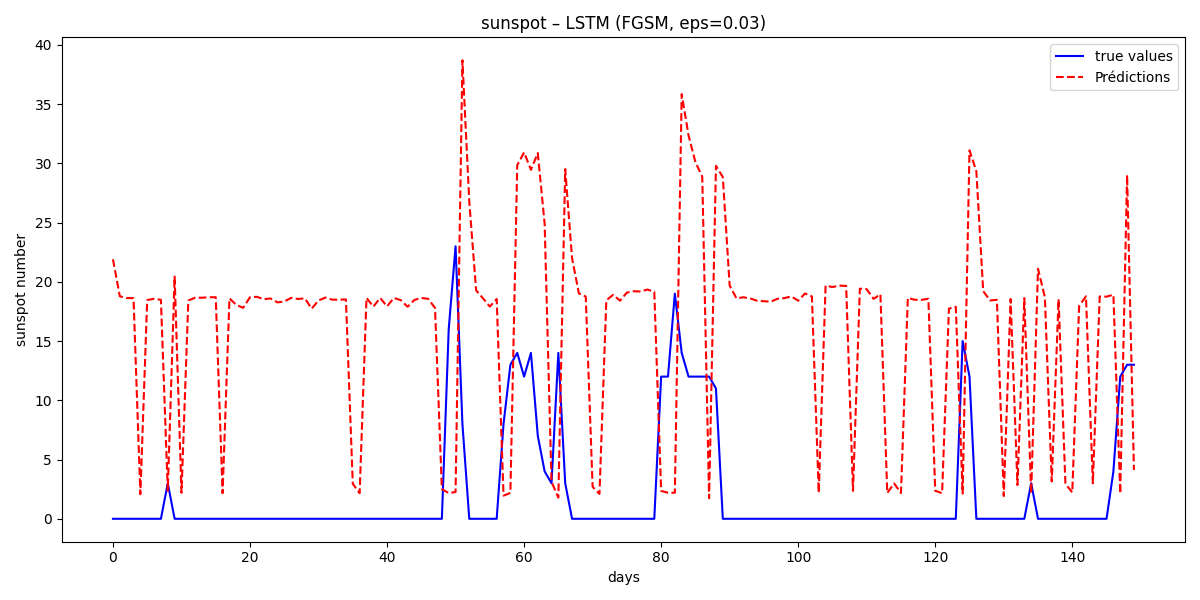 sunspot – LSTM (FGSM, eps=0.03)
true values
Prédictions
sunspot number
40
35
30
25
20
15
10
5
0
0 20 40 60 80 100 120 140
days